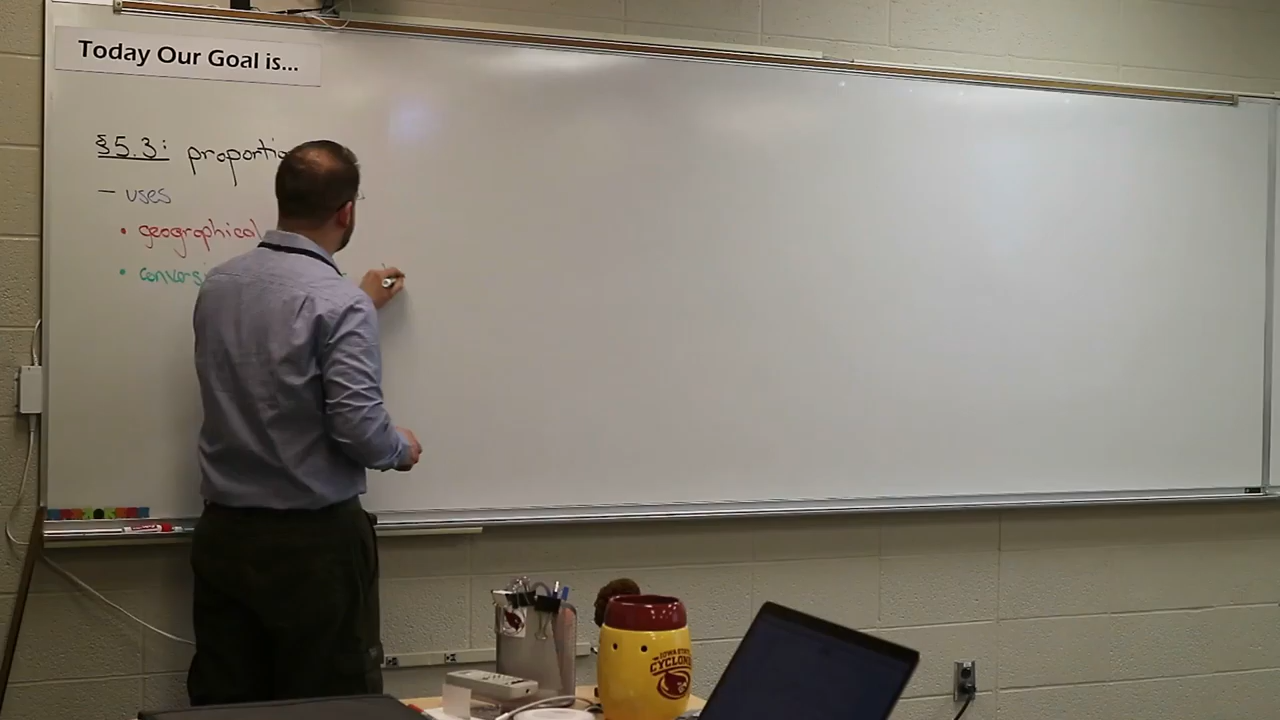 Today Our Goal is...
§5.3: proportio
— uses
• geographical
• convers
IOWA STATE
CYCLONES